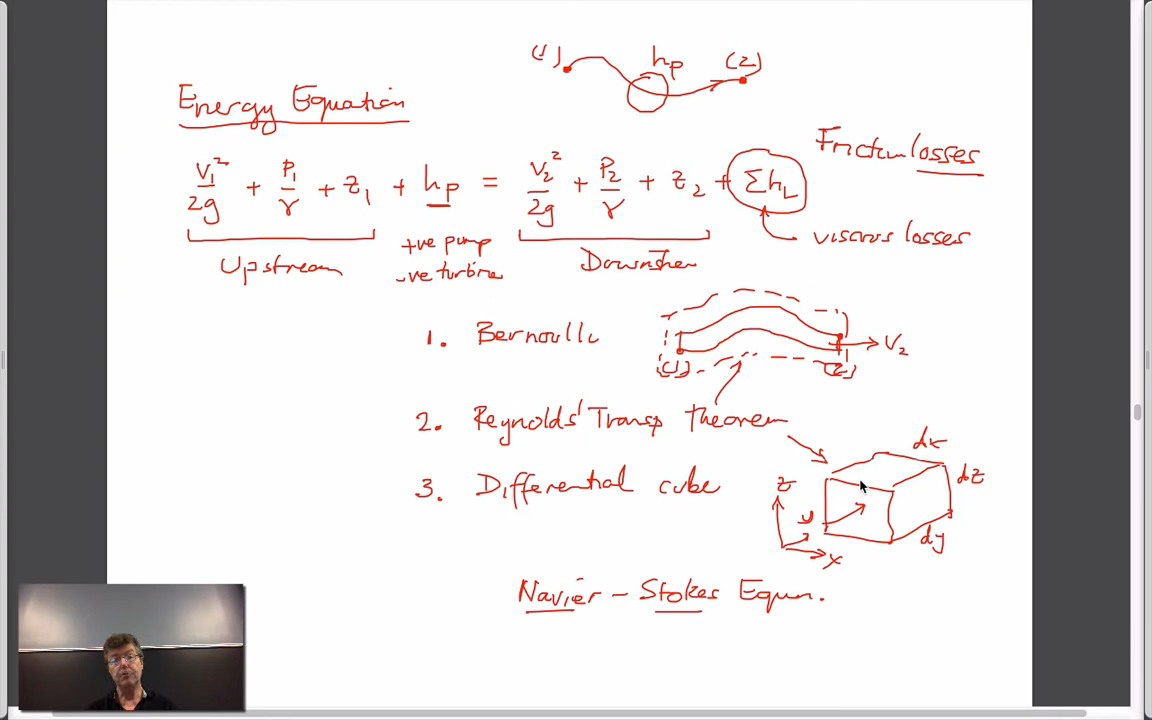 (1) hp (2)
Energy Equation
V₁²/2g + P₁/γ + z₁ + hp = V₂²/2g + P₂/γ + z₂ + ΣhL
Friction losses
viscous losses
Upstream
+ve pump
-ve turbine
Downstream
1. Bernoulli
(1) (2) V₂
2. Reynolds' Transp theorem
3. Differential cube
dx
dz
dy
z
y
x
Navier - Stokes Equn.